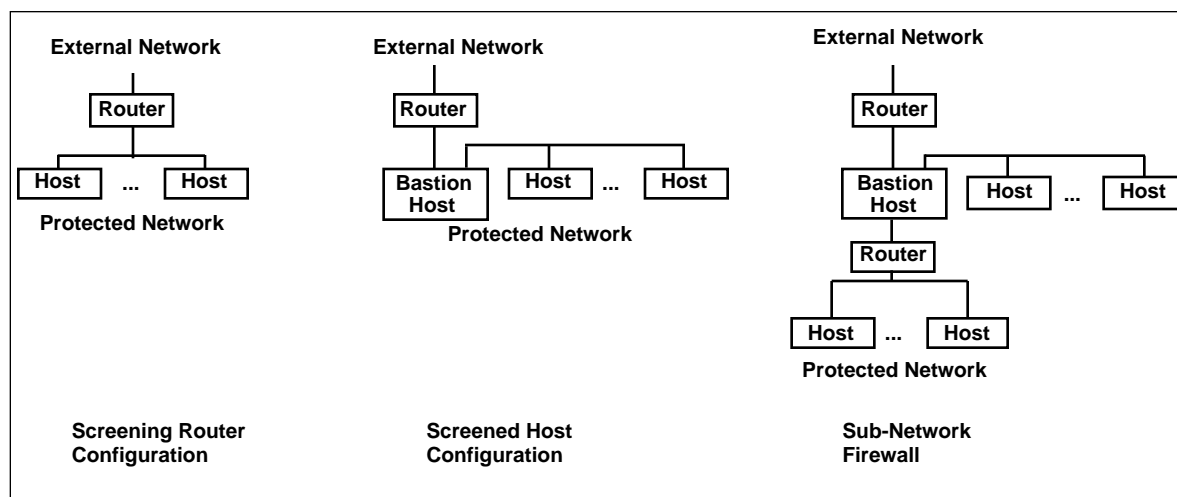 External Network
Router
Host ... Host
Protected Network
Screening Router
Configuration
External Network
Router
Bastion
Host
Host ... Host
Protected Network
Screened Host
Configuration
External Network
Router
Bastion
Host
Host ... Host
Router
Host ... Host
Protected Network
Sub-Network
Firewall